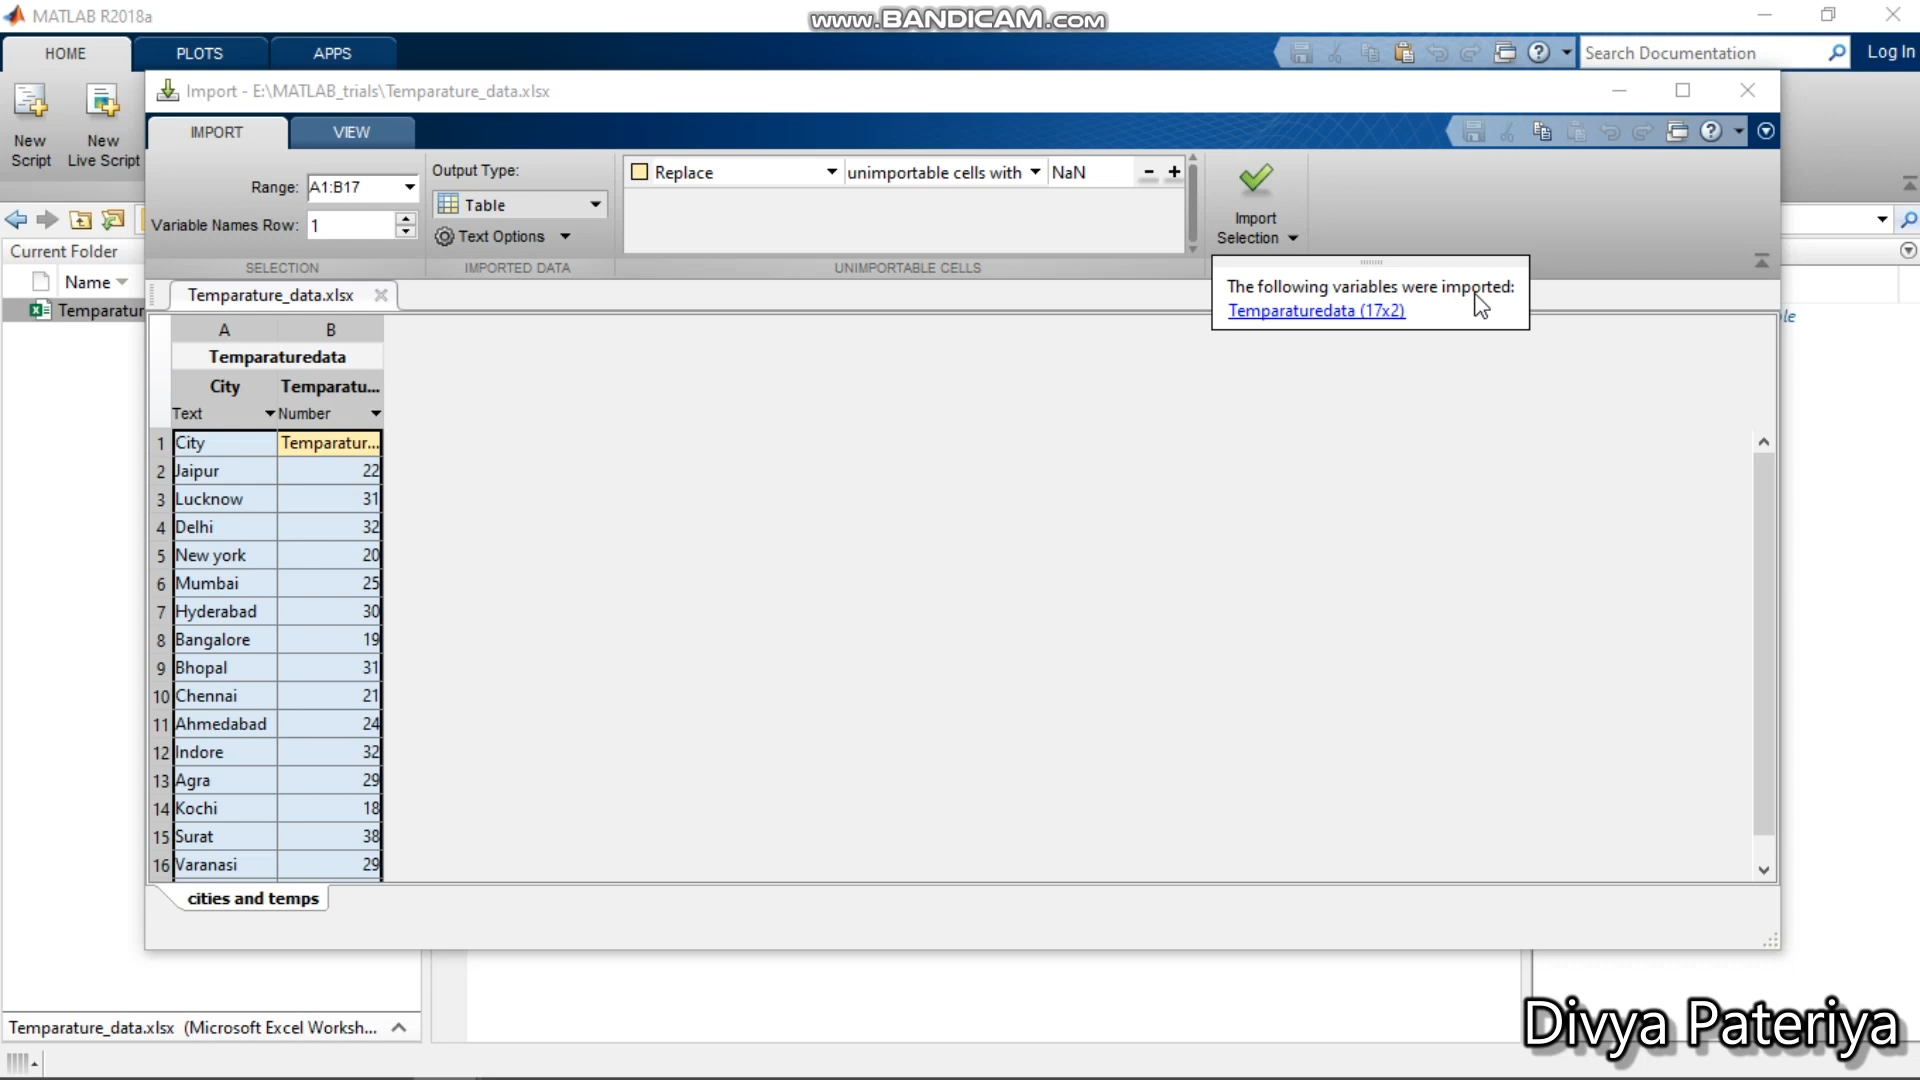 MATLAB R2018a
www.BANDICAM.com
HOME
PLOTS
APPS
Search Documentation
Log In
New Script
New Live Script
Import - E:\MATLAB_trials\Temparature_data.xlsx
IMPORT
VIEW
Range: A1:B17
Variable Names Row: 1
SELECTION
Output Type:
Table
Text Options
IMPORTED DATA
Replace unimportable cells with NaN
UNIMPORTABLE CELLS
Import Selection
The following variables were imported:
Temparaturedata (17x2)
Current Folder
Name
Temparatur
Temparature_data.xlsx
A B
Temparaturedata
City Temparatu...
Text Number
1 City Temparatur...
2 Jaipur 22
3 Lucknow 31
4 Delhi 32
5 New york 20
6 Mumbai 25
7 Hyderabad 30
8 Bangalore 19
9 Bhopal 31
10 Chennai 21
11 Ahmedabad 24
12 Indore 32
13 Agra 29
14 Kochi 18
15 Surat 38
16 Varanasi 29
cities and temps
Temparature_data.xlsx (Microsoft Excel Worksh...
Divya Pateriya